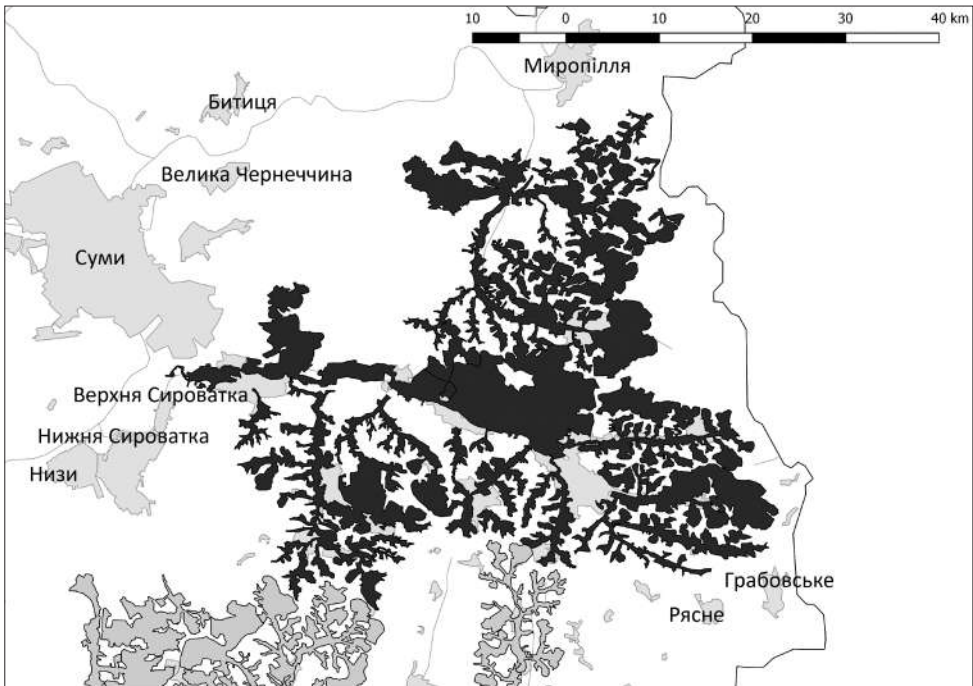 10 0 10 20 30 40 km
Миропілля
Битиця
Велика Чернеччина
Суми
Верхня Сироватка
Нижня Сироватка
Низи
Грабовське
Рясне